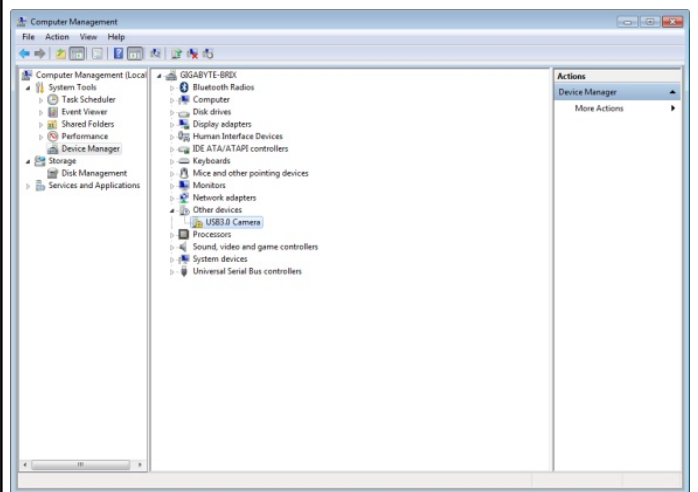 Computer Management
File Action View Help
Computer Management (Local
System Tools
Task Scheduler
Event Viewer
Shared Folders
Performance
Device Manager
Storage
Disk Management
Services and Applications
GIGABYTE-BRIX
Bluetooth Radios
Computer
Disk drives
Display adapters
Human Interface Devices
IDE ATA/ATAPI controllers
Keyboards
Mice and other pointing devices
Monitors
Network adapters
Other devices
USB3.0 Camera
Processors
Sound, video and game controllers
System devices
Universal Serial Bus controllers
Actions
Device Manager
More Actions